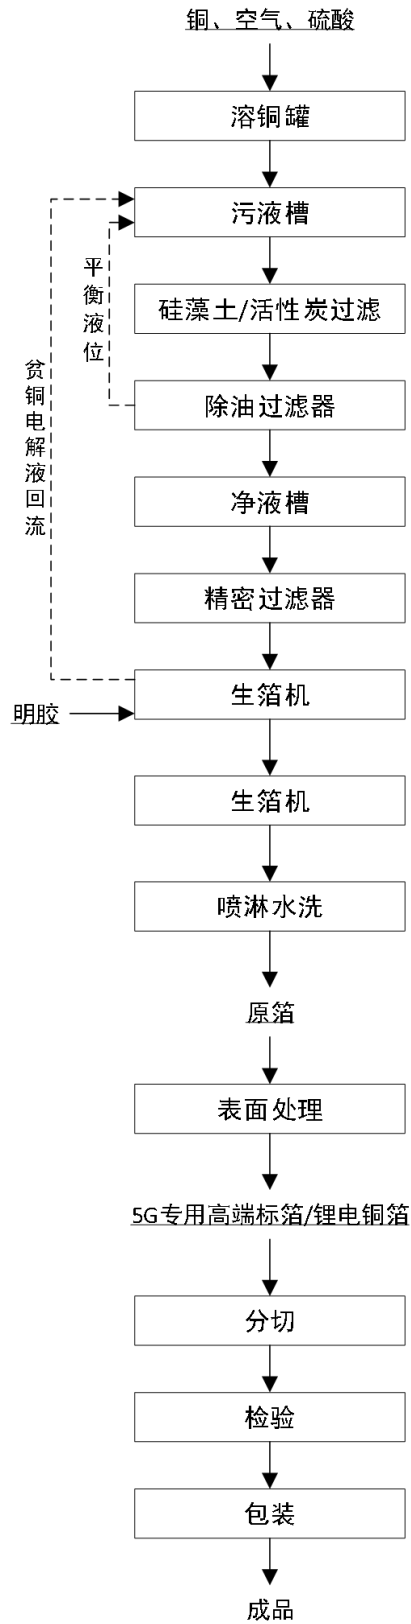 铜、空气、硫酸
溶铜罐
污液槽
平衡液位
硅藻土/活性炭过滤
贫铜电解液回流
除油过滤器
净液槽
精密过滤器
生箔机
明胶
生箔机
喷淋水洗
原箔
表面处理
5G专用高端标箔/锂电铜箔
分切
检验
包装
成品